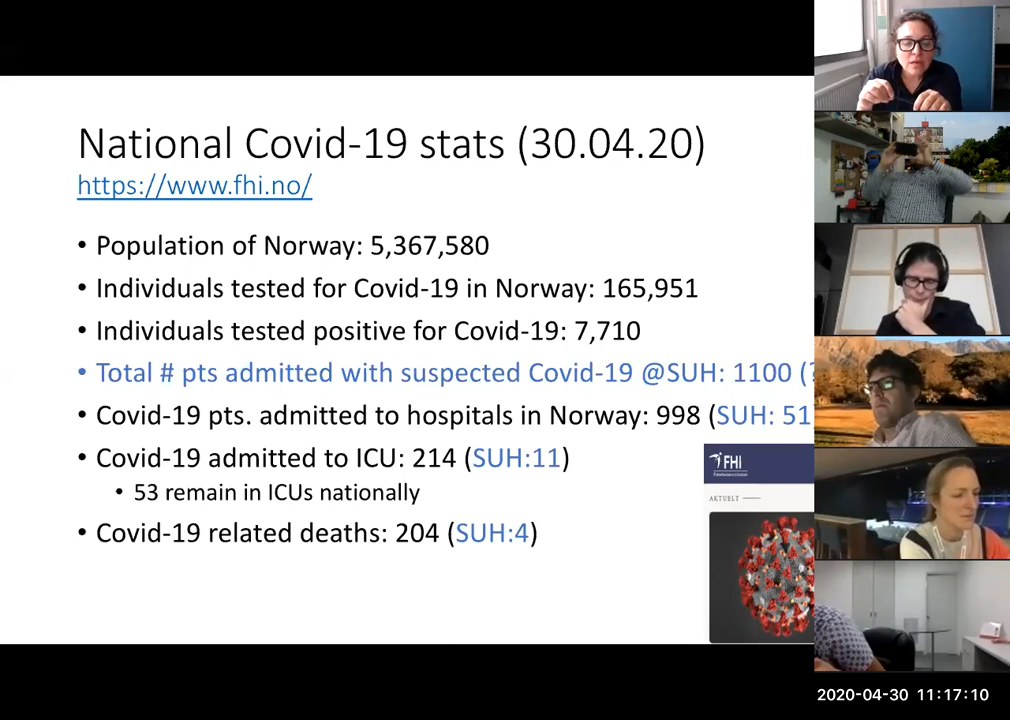 National Covid-19 stats (30.04.20)
https://www.fhi.no/
• Population of Norway: 5,367,580
• Individuals tested for Covid-19 in Norway: 165,951
• Individuals tested positive for Covid-19: 7,710
• Total # pts admitted with suspected Covid-19 @SUH: 1100 (
• Covid-19 pts. admitted to hospitals in Norway: 998 (SUH: 51
• Covid-19 admitted to ICU: 214 (SUH:11)
• 53 remain in ICUs nationally
• Covid-19 related deaths: 204 (SUH:4)
FHI
AKTUELT
2020-04-30 11:17:10